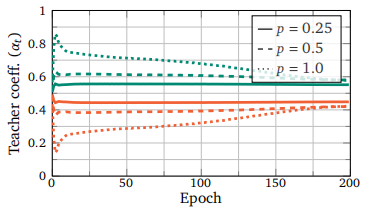 1
0.8
0.6
0.4
0.2
0
Teacher coeff. (αₜ)
p = 0.25
p = 0.5
p = 1.0
0 50 100 150 200
Epoch